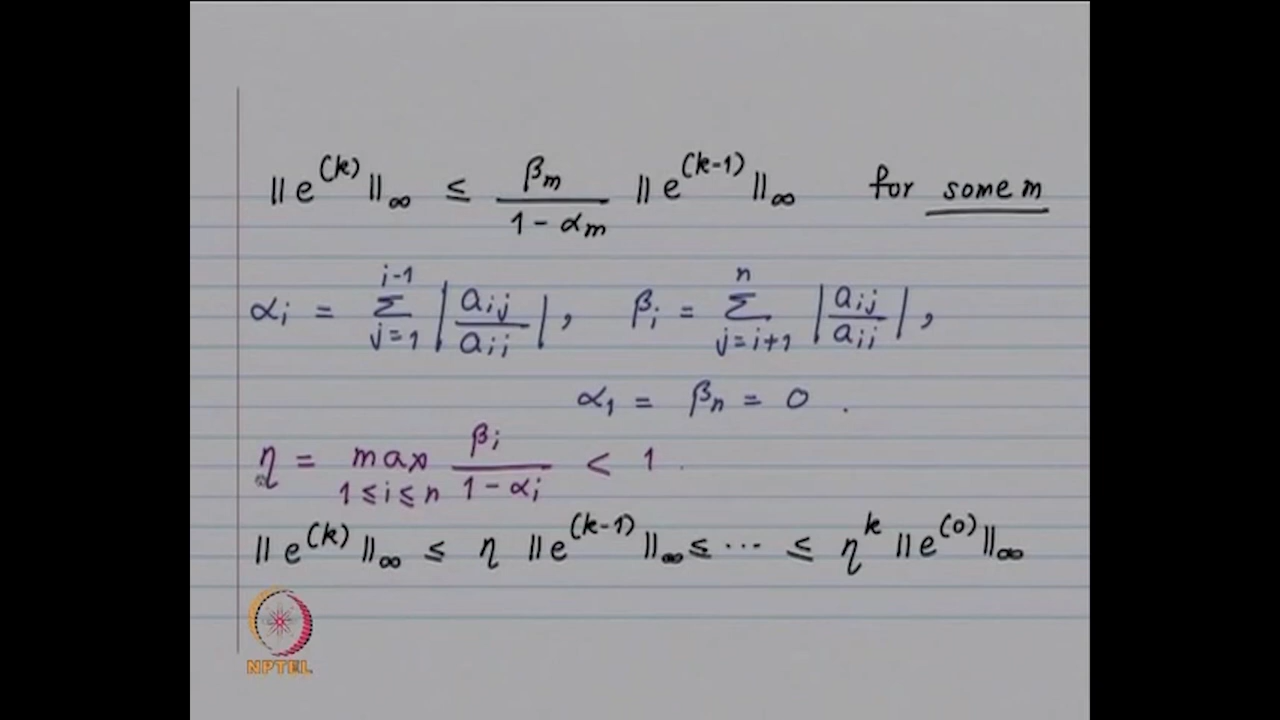 ‖e^(k)‖_∞ ≤ β_m / (1 - α_m) ‖e^(k-1)‖_∞ for some m
α_i = Σ_{j=1}^{i-1} |a_ij / a_ii|, β_i = Σ_{j=i+1}^{n} |a_ij / a_ii|,
α_1 = β_n = 0.
η = max_{1≤i≤n} β_i / (1 - α_i) < 1.
‖e^(k)‖_∞ ≤ η ‖e^(k-1)‖_∞ ≤ ... ≤ η^k ‖e^(0)‖_∞
NPTEL